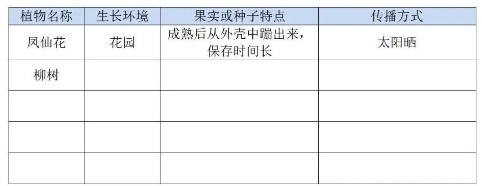 植物名称 生长环境 果实或种子特点 传播方式
凤仙花 花园 成熟后从外壳中蹦出来， 太阳晒
保存时间长
柳树